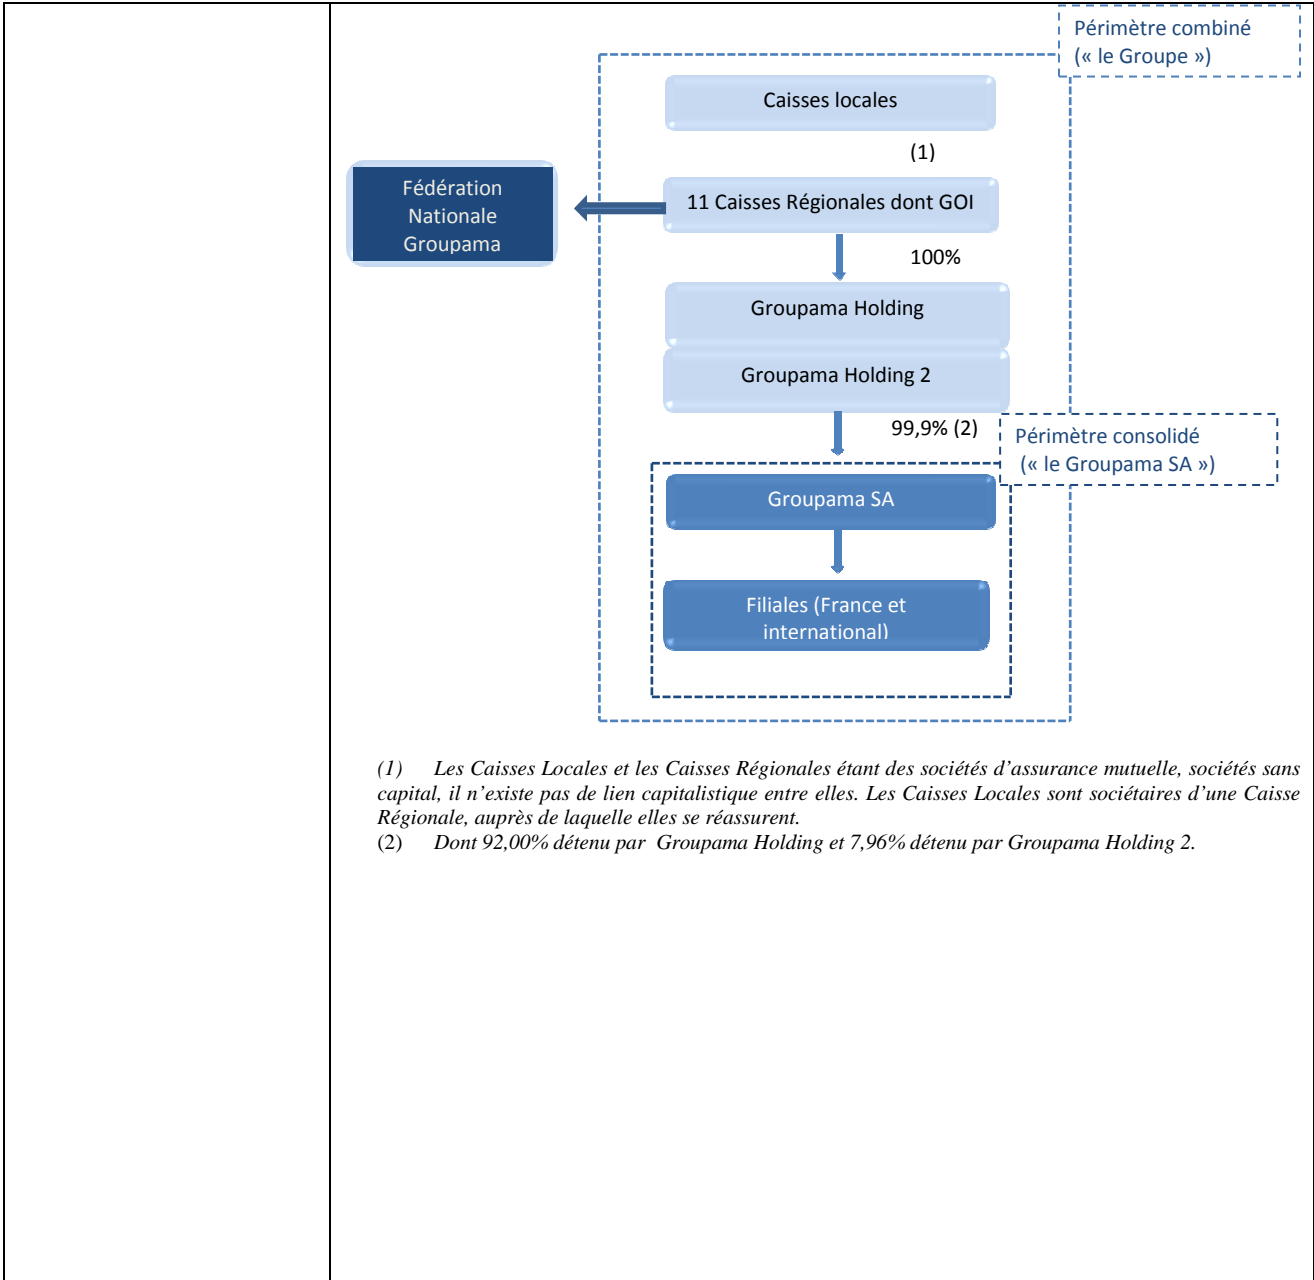 Périmètre combiné
(« le Groupe »)
Caisses locales
(1)
Fédération
Nationale
Groupama
11 Caisses Régionales dont GOI
100%
Groupama Holding
Groupama Holding 2
99,9% (2)
Périmètre consolidé
(« le Groupama SA »)
Groupama SA
Filiales (France et
international)
(1) Les Caisses Locales et les Caisses Régionales étant des sociétés d’assurance mutuelle, sociétés sans
capital, il n’existe pas de lien capitalistique entre elles. Les Caisses Locales sont sociétaires d’une Caisse
Régionale, auprès de laquelle elles se réassurent.
(2) Dont 92,00% détenu par Groupama Holding et 7,96% détenu par Groupama Holding 2.